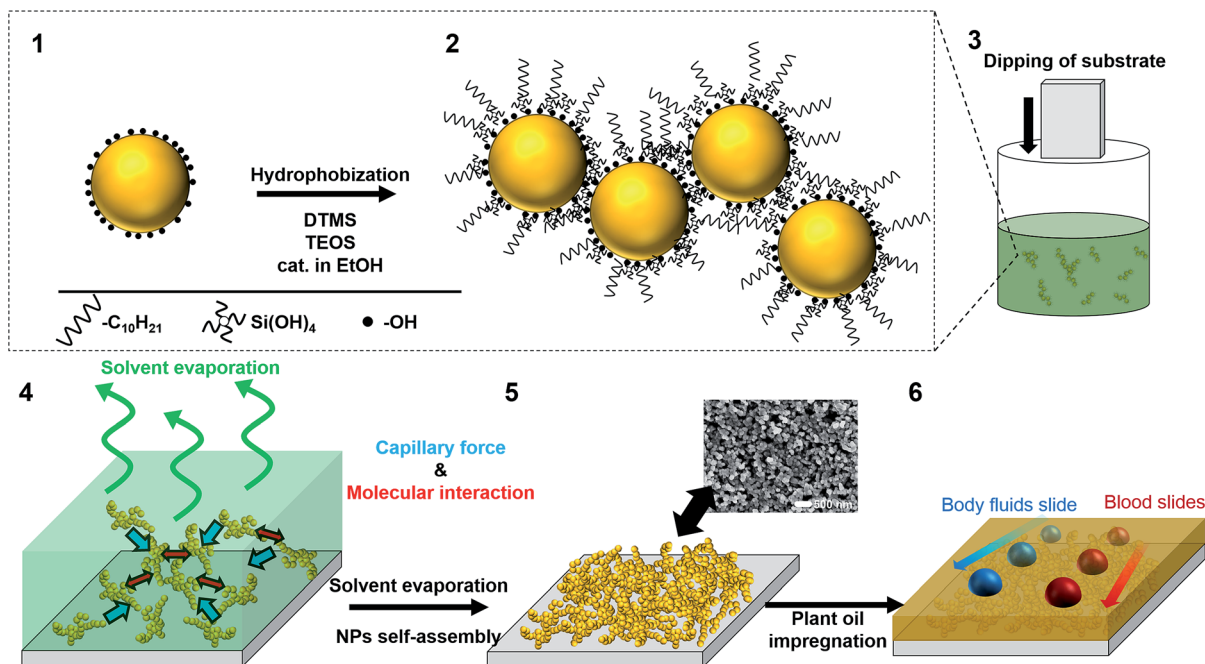 1
2
3
Dipping of substrate
Hydrophobization
DTMS
TEOS
cat. in EtOH
-C₁₀H₂₁
Si(OH)₄
-OH
4
Solvent evaporation
Capillary force
&
Molecular interaction
Solvent evaporation
NPs self-assembly
5
500 nm
Plant oil
impregnation
6
Body fluids slide
Blood slides